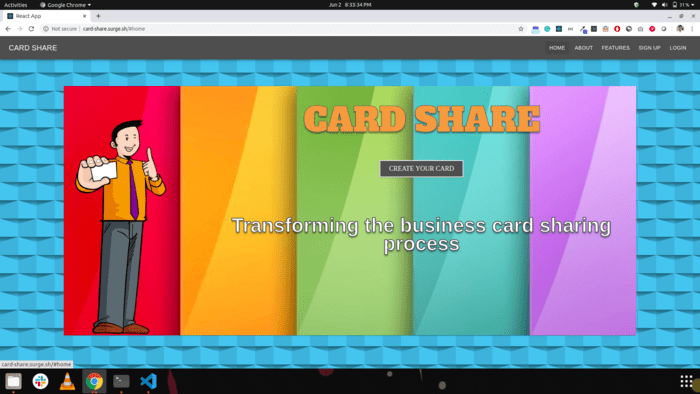 Activities
Google Chrome
Jun 2 8:33:34 PM
31%
React App
Not secure
card-share.surge.sh/#home
CARD SHARE
HOME
ABOUT
FEATURES
SIGN UP
LOGIN
CARD SHARE
CREATE YOUR CARD
Transforming the business card sharing
process
card-share.surge.sh/#home